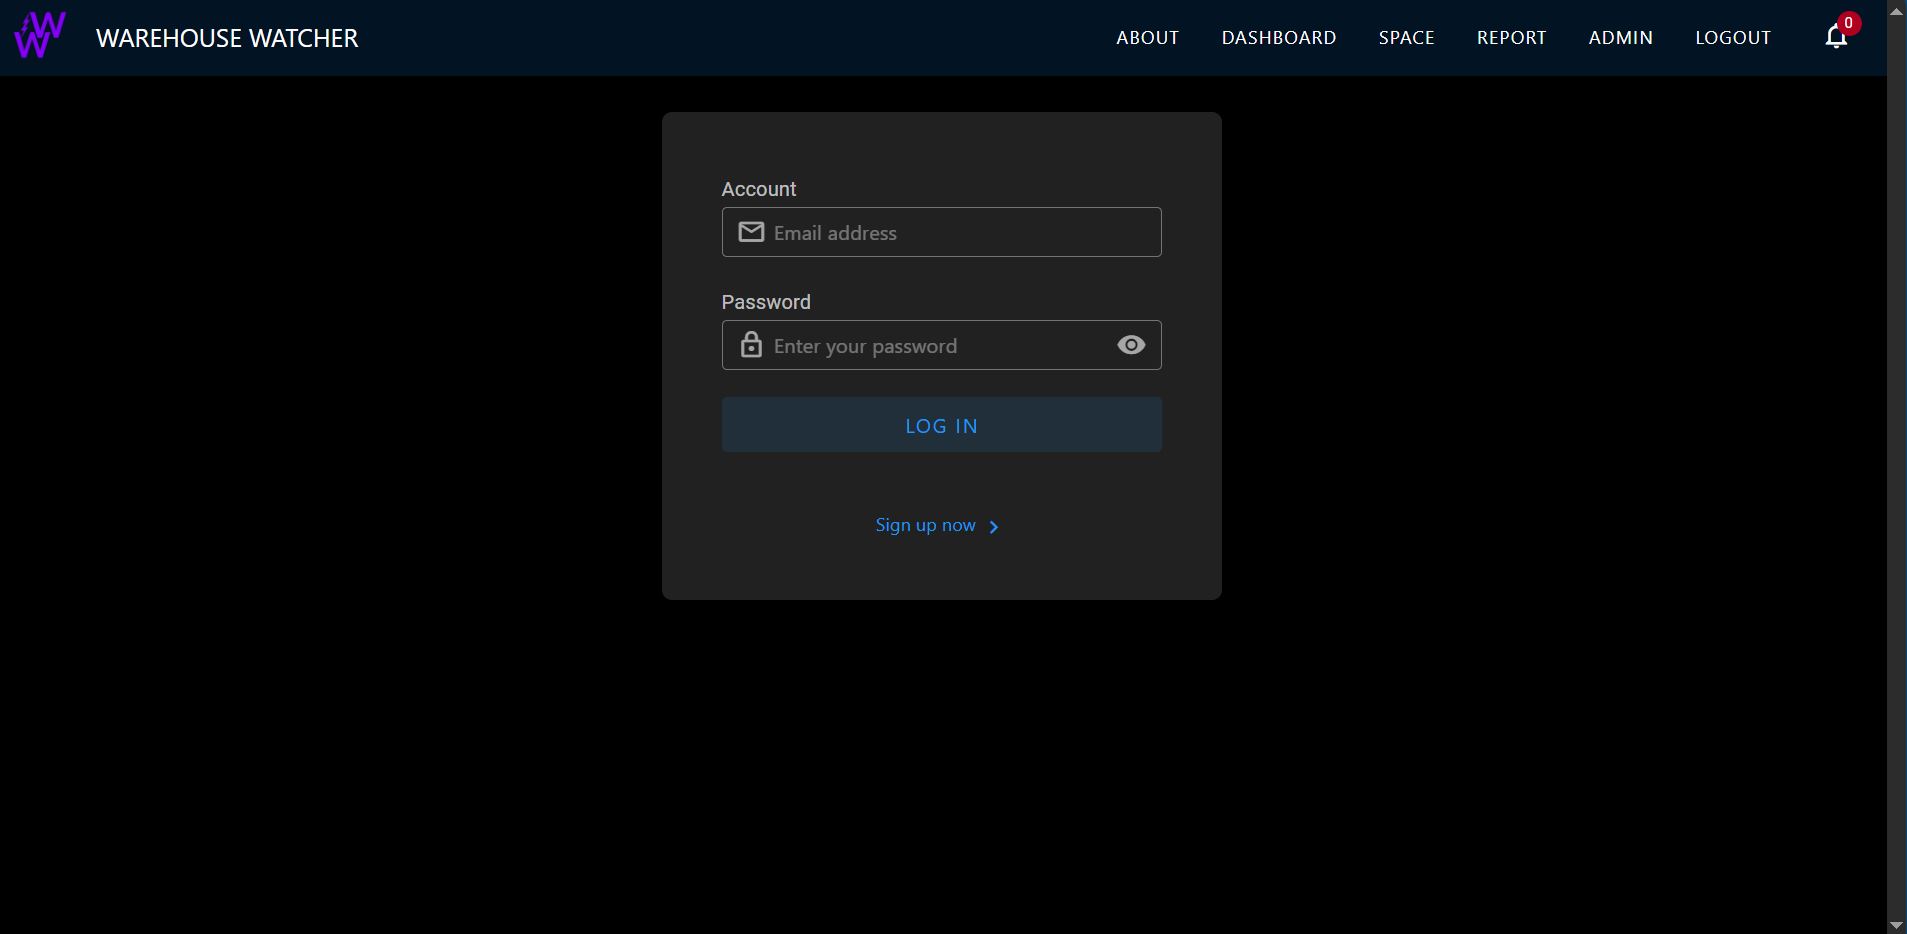 WW
WAREHOUSE WATCHER
ABOUT DASHBOARD SPACE REPORT ADMIN LOGOUT 0
Account
Email address
Password
Enter your password
LOG IN
Sign up now